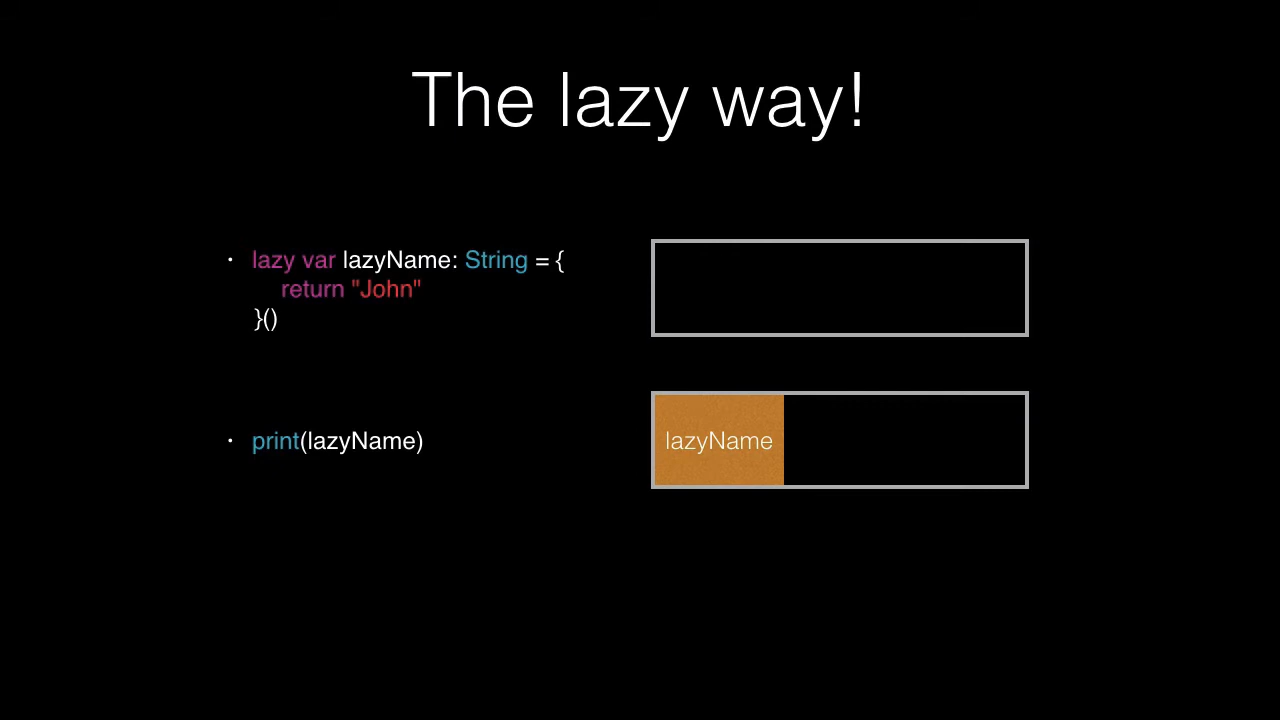 The lazy way!
• lazy var lazyName: String = {
return "John"
}()
• print(lazyName)
lazyName